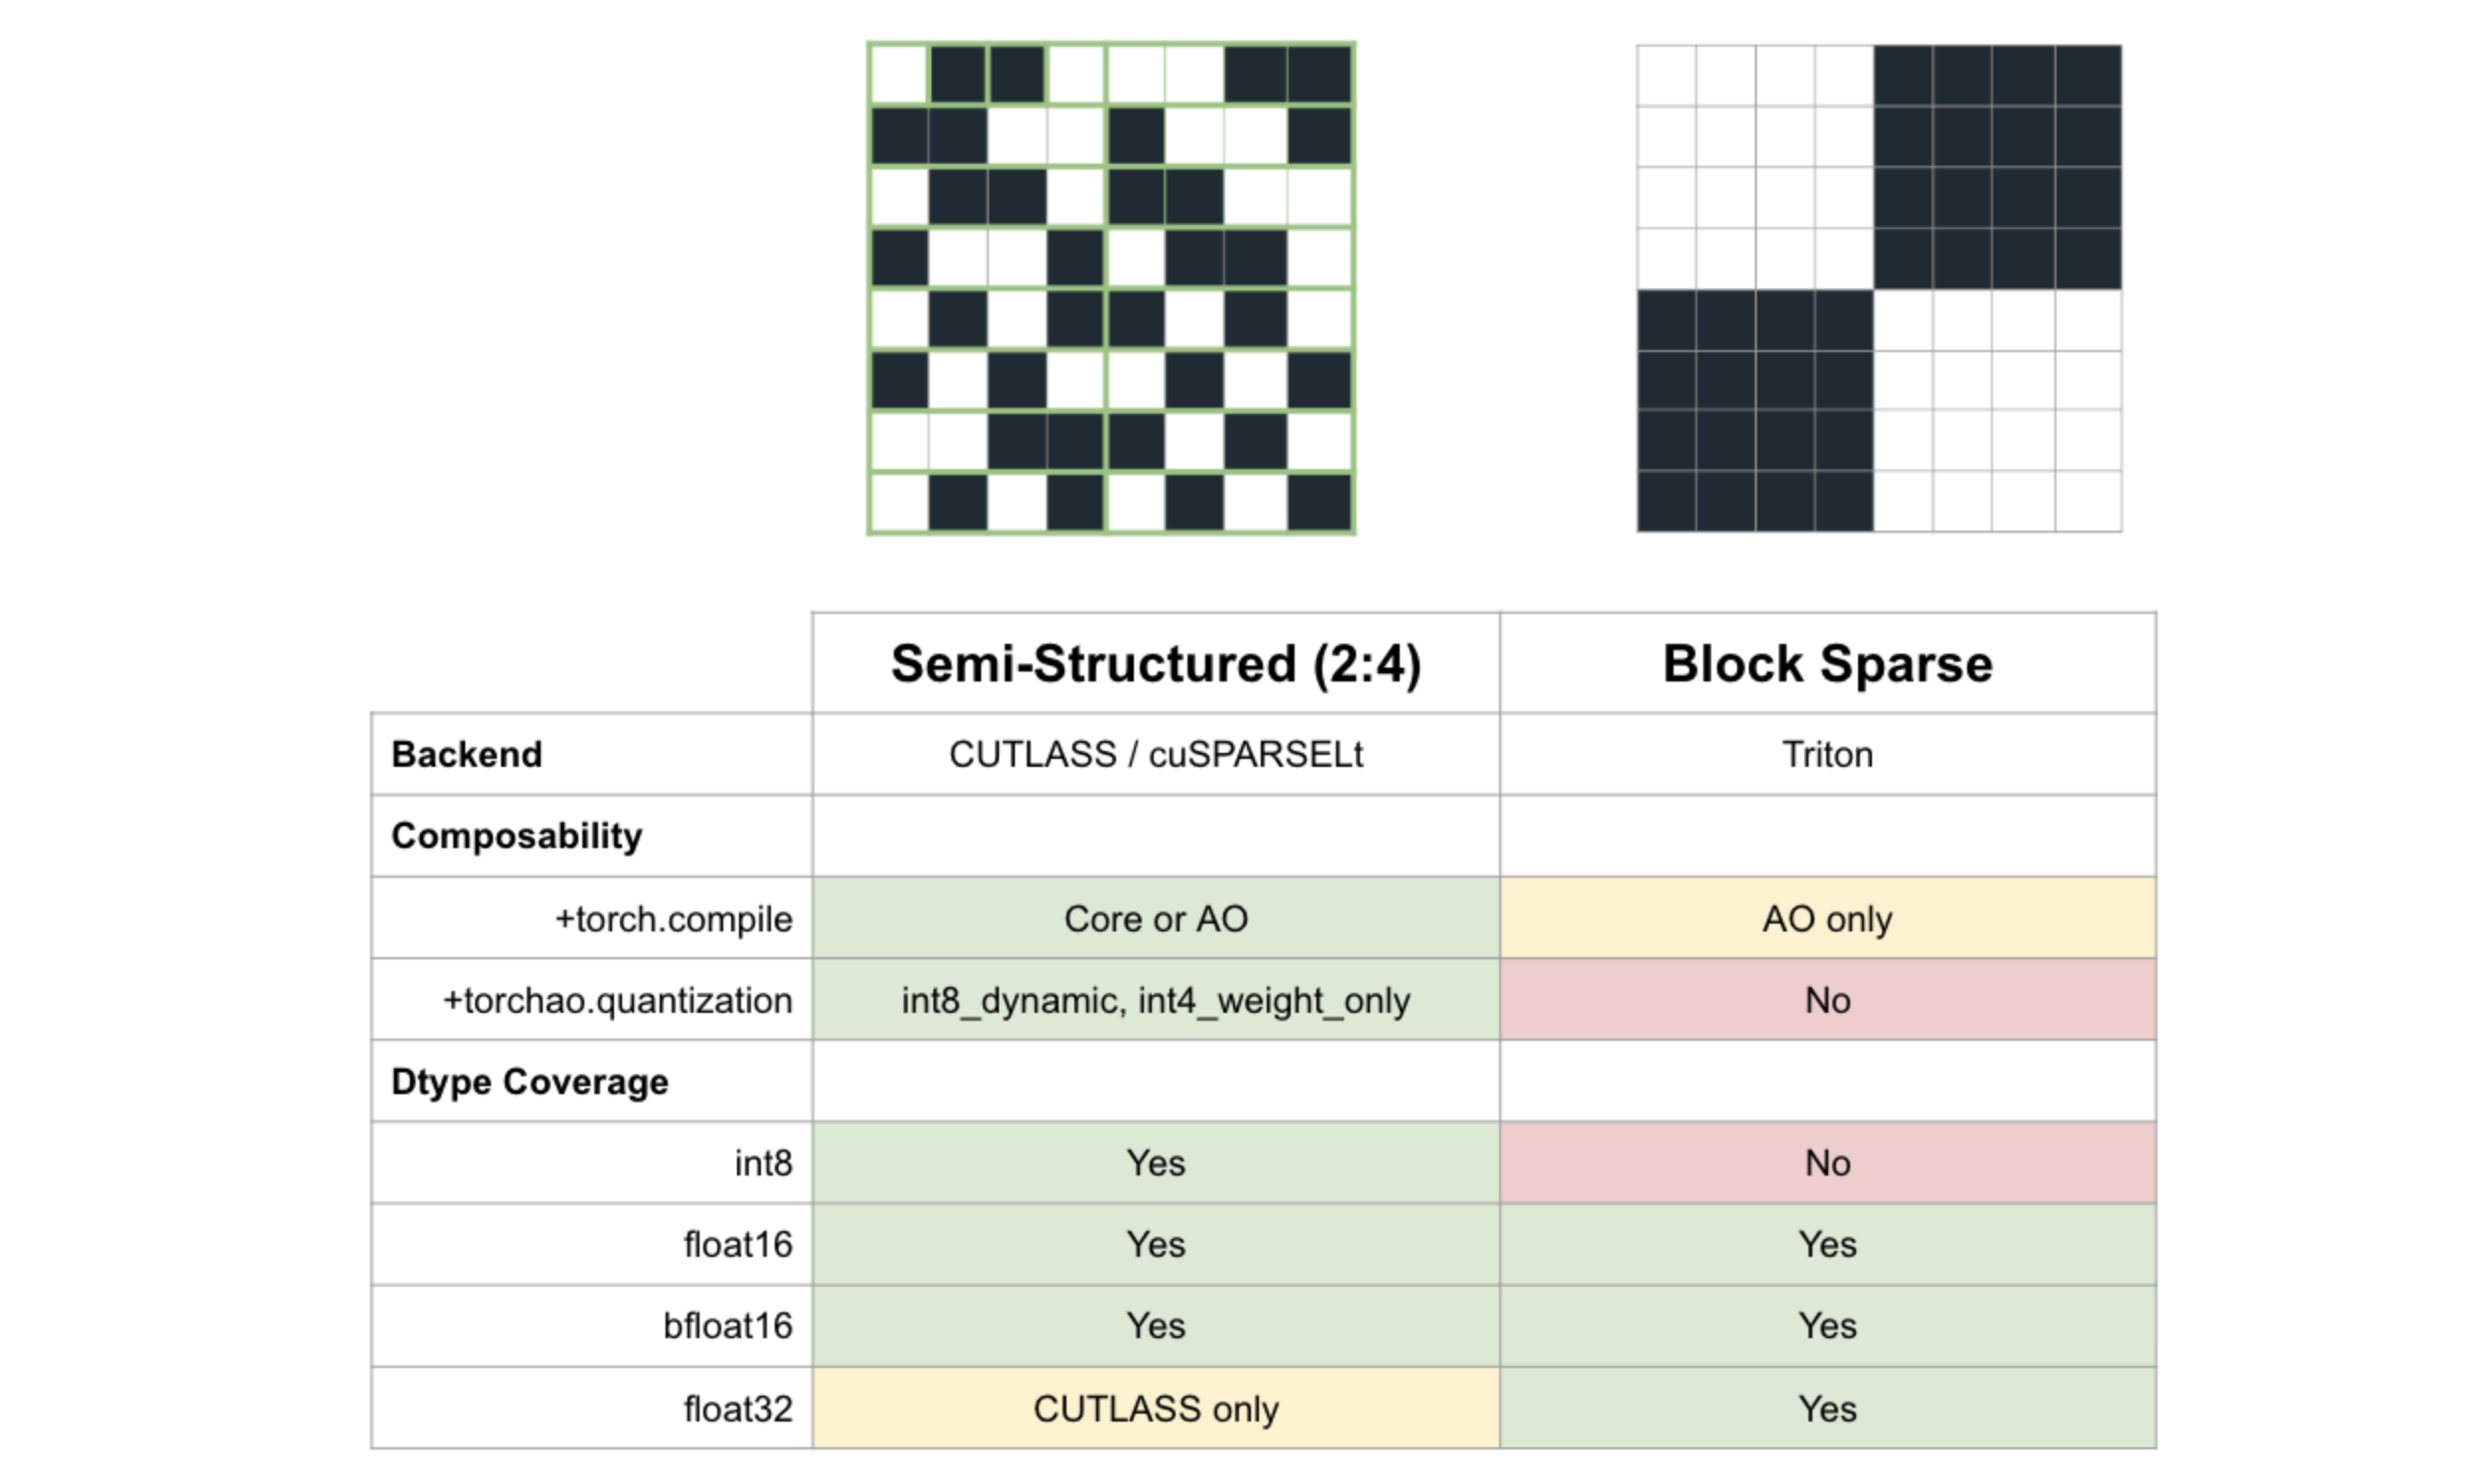 Semi-Structured (2:4) Block Sparse
Backend CUTLASS / cuSPARSELt Triton
Composability
+torch.compile Core or AO AO only
+torchao.quantization int8_dynamic, int4_weight_only No
Dtype Coverage
int8 Yes No
float16 Yes Yes
bfloat16 Yes Yes
float32 CUTLASS only Yes